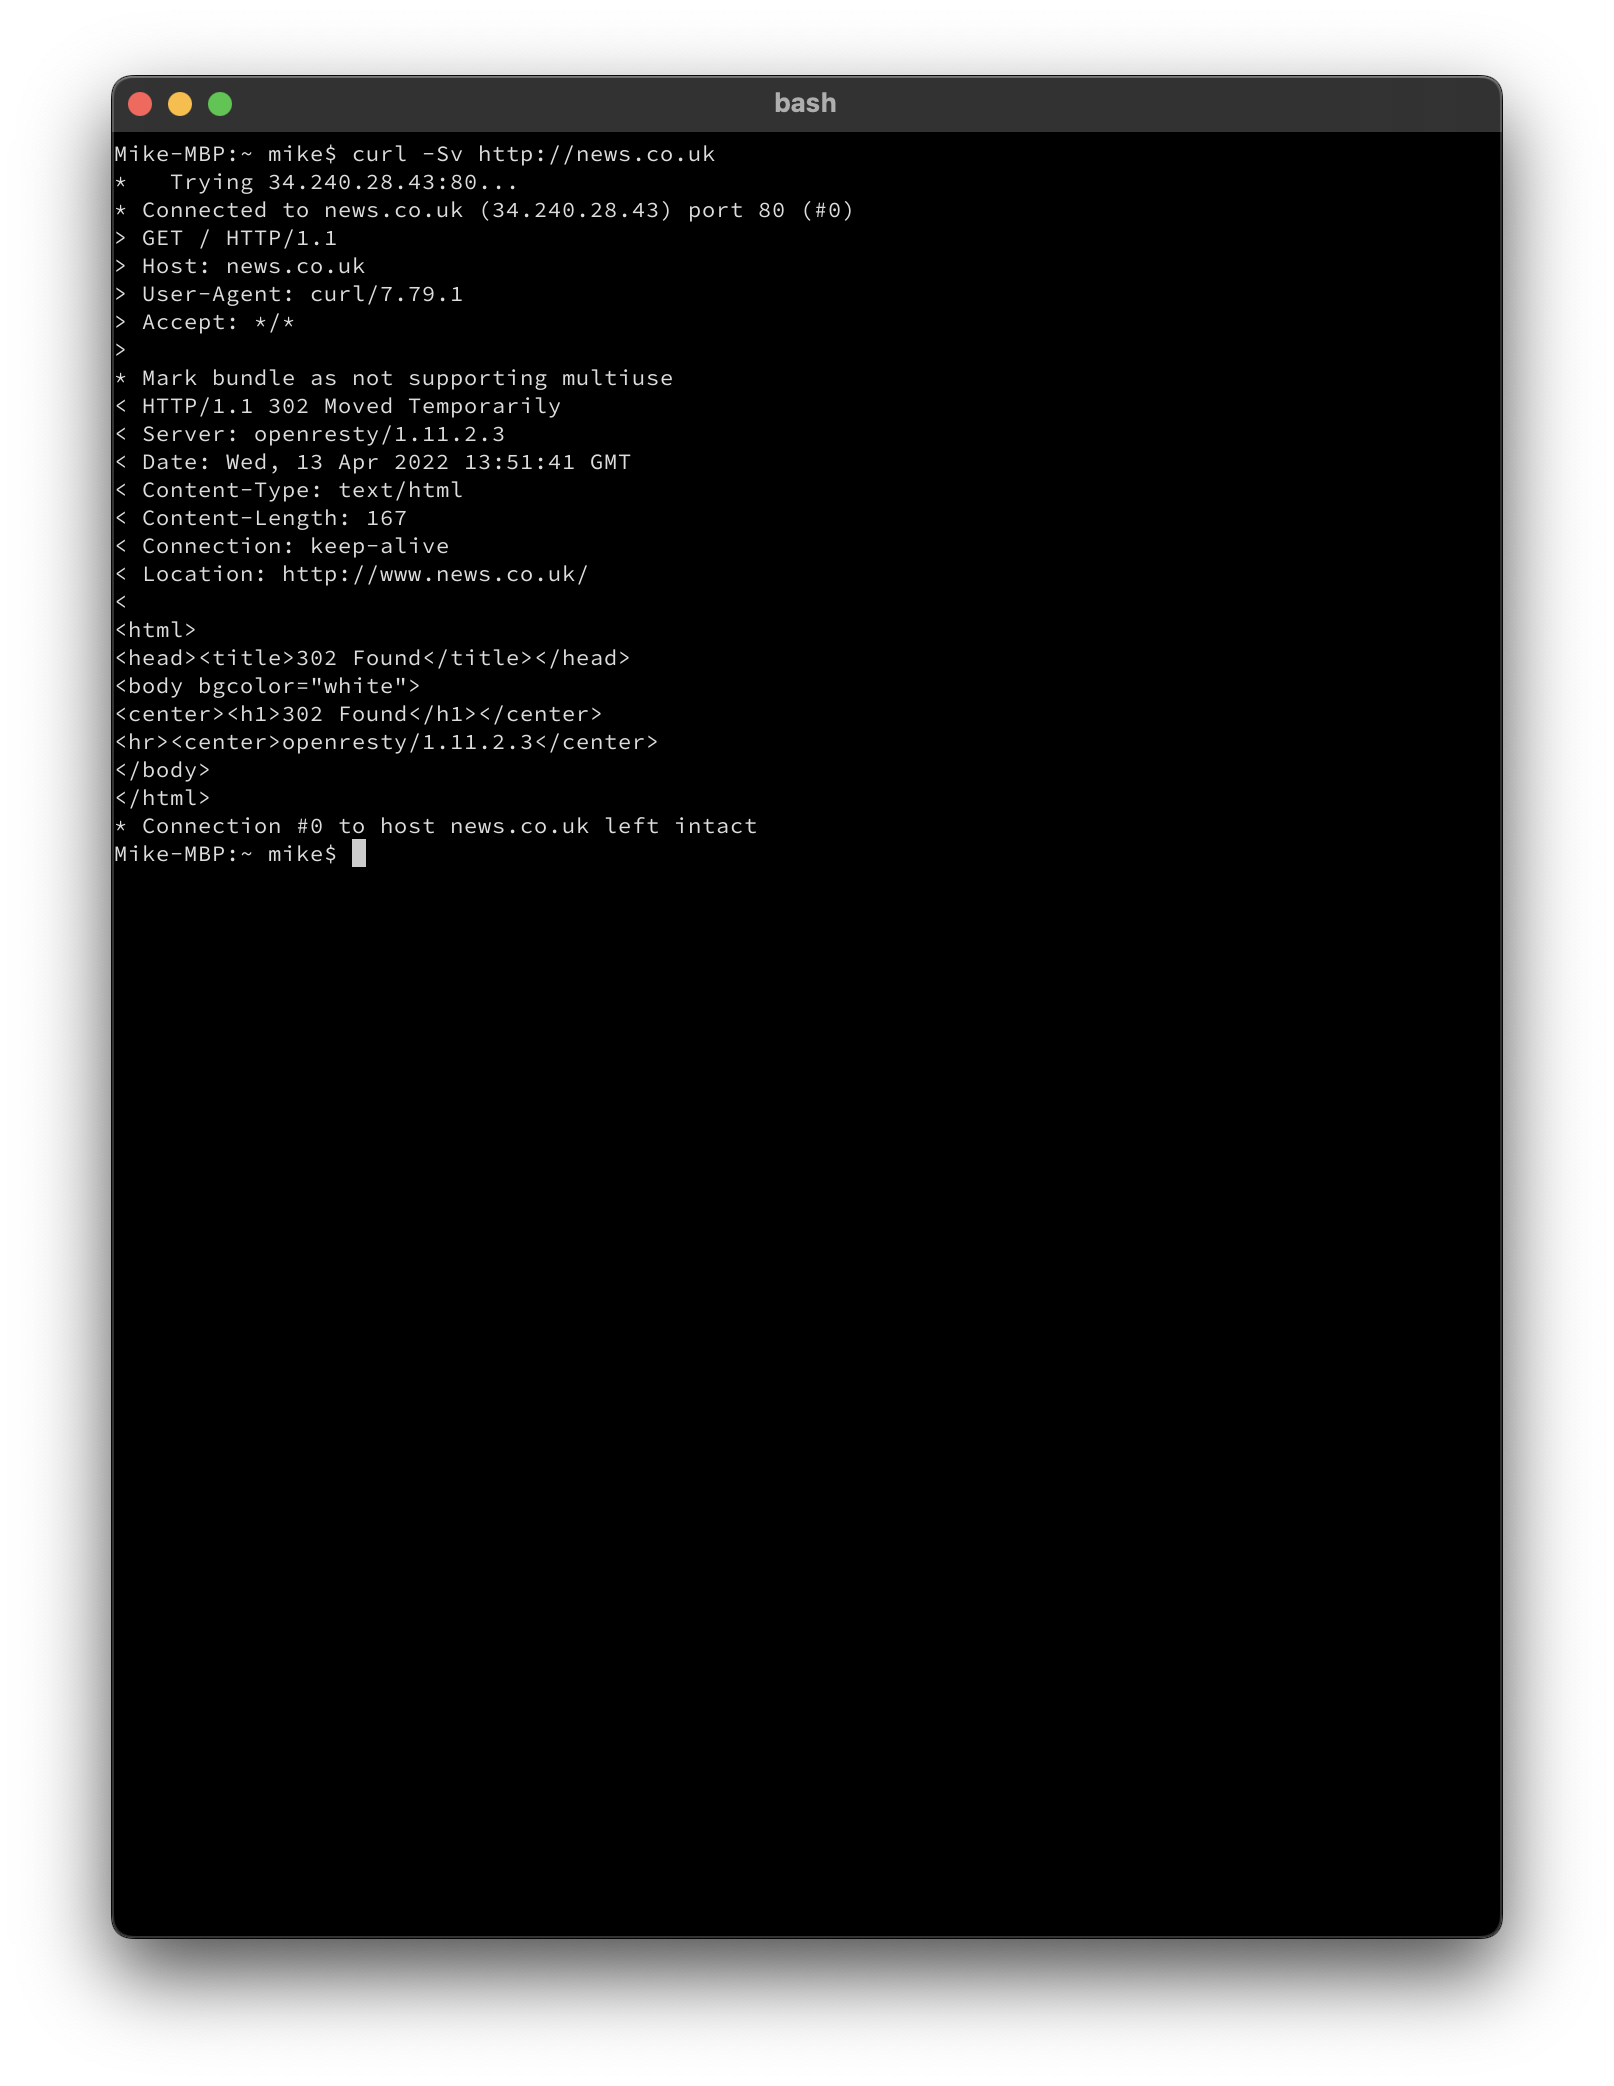 bash
Mike-MBP:~ mike$ curl -Sv http://news.co.uk
*   Trying 34.240.28.43:80...
* Connected to news.co.uk (34.240.28.43) port 80 (#0)
> GET / HTTP/1.1
> Host: news.co.uk
> User-Agent: curl/7.79.1
> Accept: */*
>
* Mark bundle as not supporting multiuse
< HTTP/1.1 302 Moved Temporarily
< Server: openresty/1.11.2.3
< Date: Wed, 13 Apr 2022 13:51:41 GMT
< Content-Type: text/html
< Content-Length: 167
< Connection: keep-alive
< Location: http://www.news.co.uk/
<
<html>
<head><title>302 Found</title></head>
<body bgcolor="white">
<center><h1>302 Found</h1></center>
<hr><center>openresty/1.11.2.3</center>
</body>
</html>
* Connection #0 to host news.co.uk left intact
Mike-MBP:~ mike$